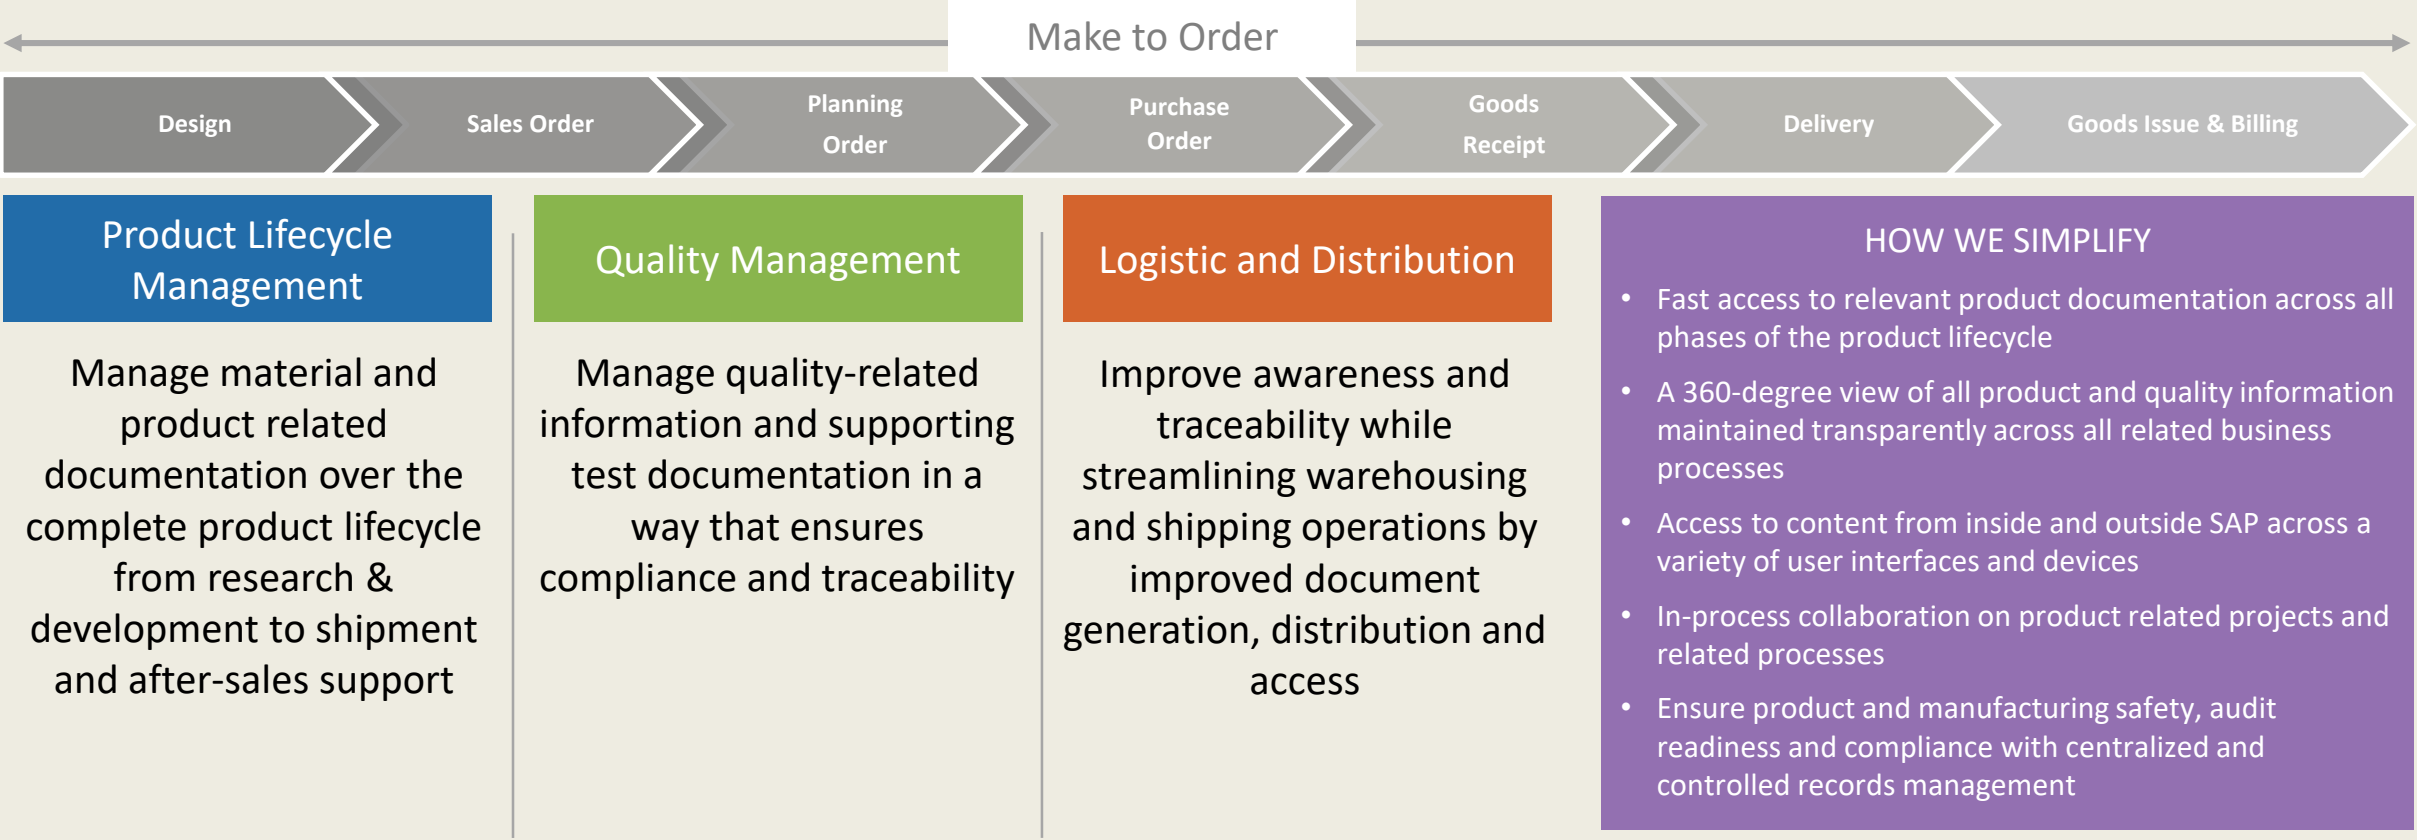 Make to Order
Design
Sales Order
Planning
Order
Purchase
Order
Goods
Receipt
Delivery
Goods Issue & Billing
Product Lifecycle
Management
Manage material and
product related
documentation over the
complete product lifecycle
from research &
development to shipment
and after-sales support
Quality Management
Manage quality-related
information and supporting
test documentation in a
way that ensures
compliance and traceability
Logistic and Distribution
Improve awareness and
traceability while
streamlining warehousing
and shipping operations by
improved document
generation, distribution and
access
HOW WE SIMPLIFY
• Fast access to relevant product documentation across all
phases of the product lifecycle
• A 360-degree view of all product and quality information
maintained transparently across all related business
processes
• Access to content from inside and outside SAP across a
variety of user interfaces and devices
• In-process collaboration on product related projects and
related processes
• Ensure product and manufacturing safety, audit
readiness and compliance with centralized and
controlled records management